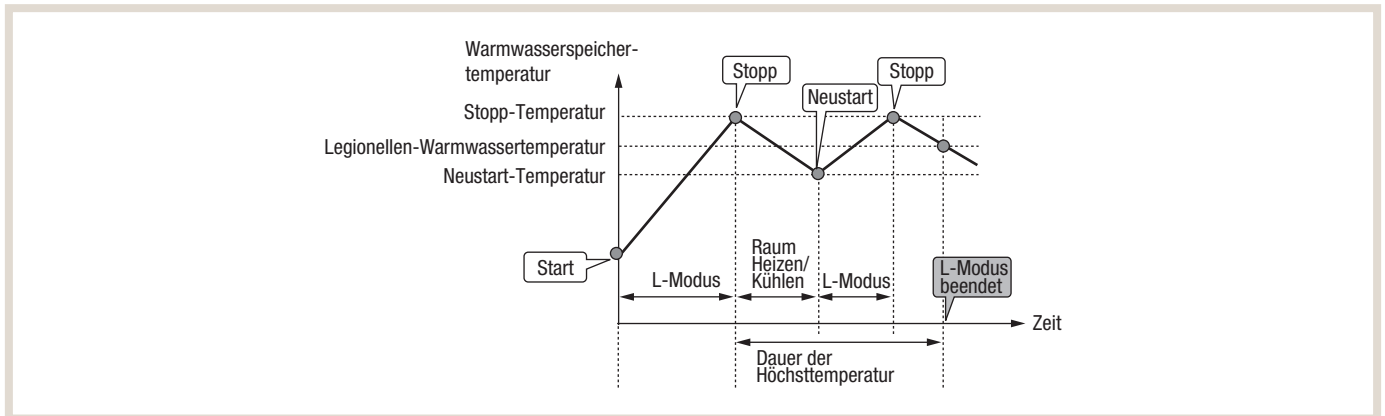 Warmwasserspeicher-
temperatur
Stopp
Stopp
Neustart
Stopp-Temperatur
Legionellen-Warmwassertemperatur
Neustart-Temperatur
Start
L-Modus
Raum
Heizen/
Kühlen
L-Modus
L-Modus
beendet
Zeit
Dauer der
Höchsttemperatur